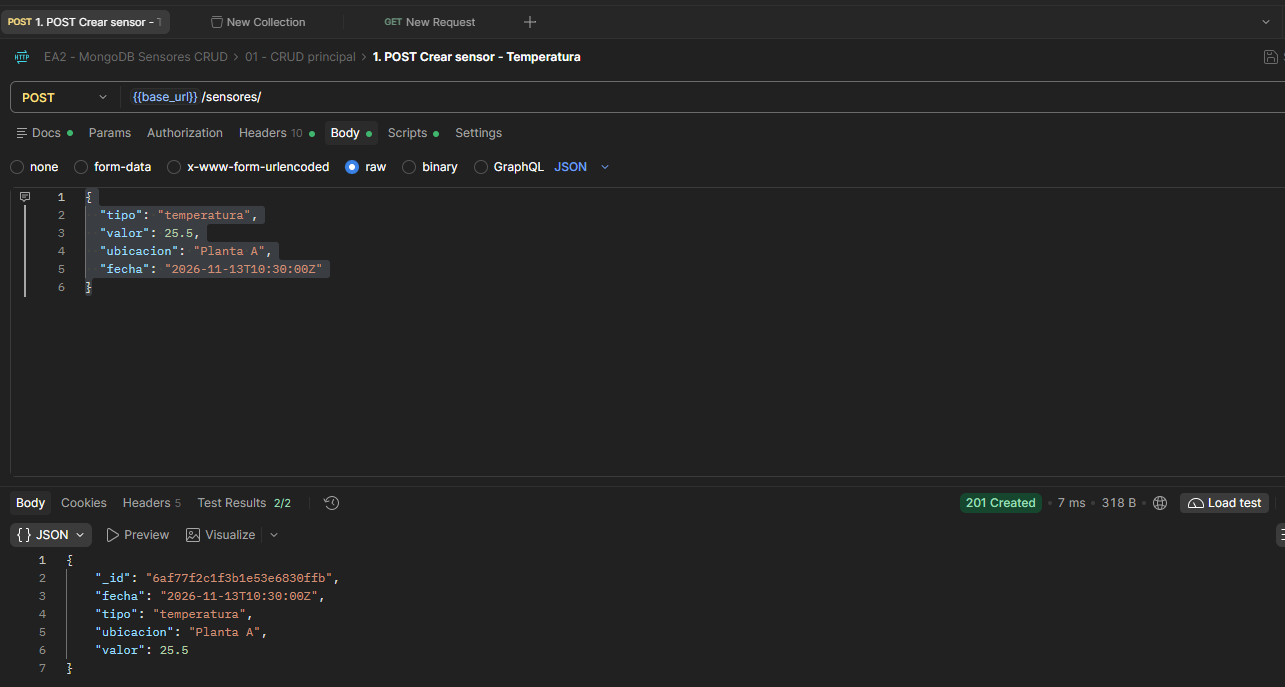 POST 1. POST Crear sensor - T New Collection GET New Request
HTTP EA2 - MongoDB Sensores CRUD > 01 - CRUD principal > 1. POST Crear sensor - Temperatura
POST {{base_url}} /sensores/
Docs Params Authorization Headers 10 Body Scripts Settings
none form-data x-www-form-urlencoded raw binary GraphQL JSON
1 {
2 "tipo": "temperatura",
3 "valor": 25.5,
4 "ubicacion": "Planta A",
5 "fecha": "2026-11-13T10:30:00Z"
6 }
Body Cookies Headers 5 Test Results 2/2 201 Created 7 ms 318 B Load test
{} JSON Preview Visualize
1 {
2 "_id": "6af77f2c1f3b1e53e6830ffb",
3 "fecha": "2026-11-13T10:30:00Z",
4 "tipo": "temperatura",
5 "ubicacion": "Planta A",
6 "valor": 25.5
7 }